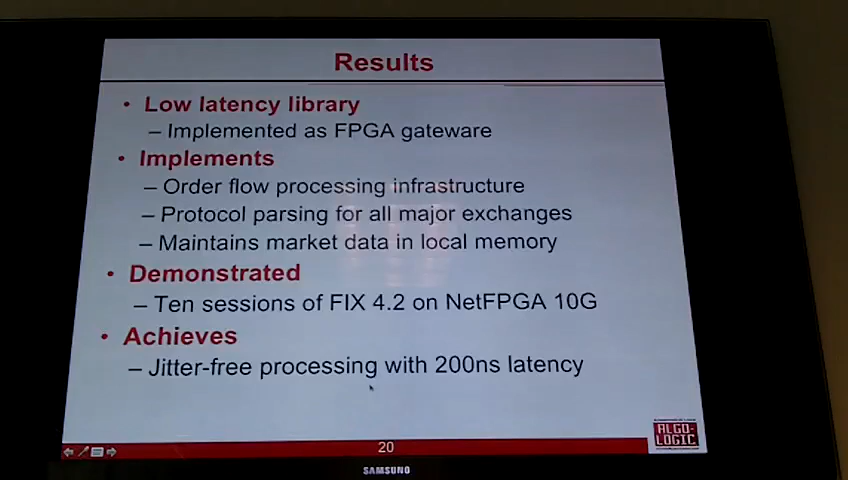 Results
• Low latency library
– Implemented as FPGA gateware
• Implements
– Order flow processing infrastructure
– Protocol parsing for all major exchanges
– Maintains market data in local memory
• Demonstrated
– Ten sessions of FIX 4.2 on NetFPGA 10G
• Achieves
– Jitter-free processing with 200ns latency
ALGO-
LOGIC
20
SAMSUNG